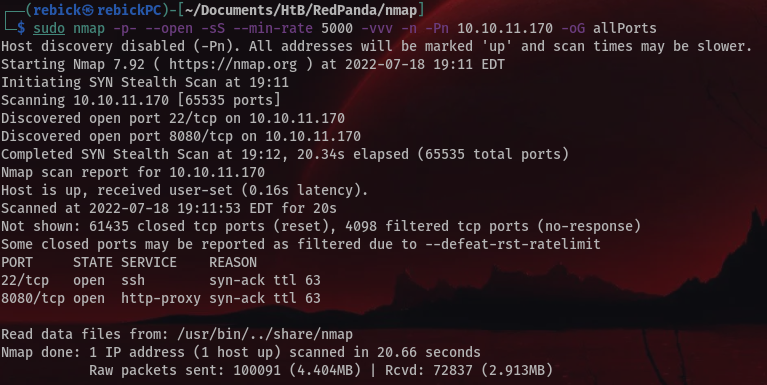 ┌──(rebick㉿rebickPC)-[~/Documents/HtB/RedPanda/nmap]
└─$ sudo nmap -p- --open -sS --min-rate 5000 -vvv -n -Pn 10.10.11.170 -oG allPorts
Host discovery disabled (-Pn). All addresses will be marked 'up' and scan times may be slower.
Starting Nmap 7.92 ( https://nmap.org ) at 2022-07-18 19:11 EDT
Initiating SYN Stealth Scan at 19:11
Scanning 10.10.11.170 [65535 ports]
Discovered open port 22/tcp on 10.10.11.170
Discovered open port 8080/tcp on 10.10.11.170
Completed SYN Stealth Scan at 19:12, 20.34s elapsed (65535 total ports)
Nmap scan report for 10.10.11.170
Host is up, received user-set (0.16s latency).
Scanned at 2022-07-18 19:11:53 EDT for 20s
Not shown: 61435 closed tcp ports (reset), 4098 filtered tcp ports (no-response)
Some closed ports may be reported as filtered due to --defeat-rst-ratelimit
PORT     STATE SERVICE    REASON
22/tcp   open  ssh        syn-ack ttl 63
8080/tcp open  http-proxy syn-ack ttl 63
Read data files from: /usr/bin/../share/nmap
Nmap done: 1 IP address (1 host up) scanned in 20.66 seconds
           Raw packets sent: 100091 (4.404MB) | Rcvd: 72837 (2.913MB)